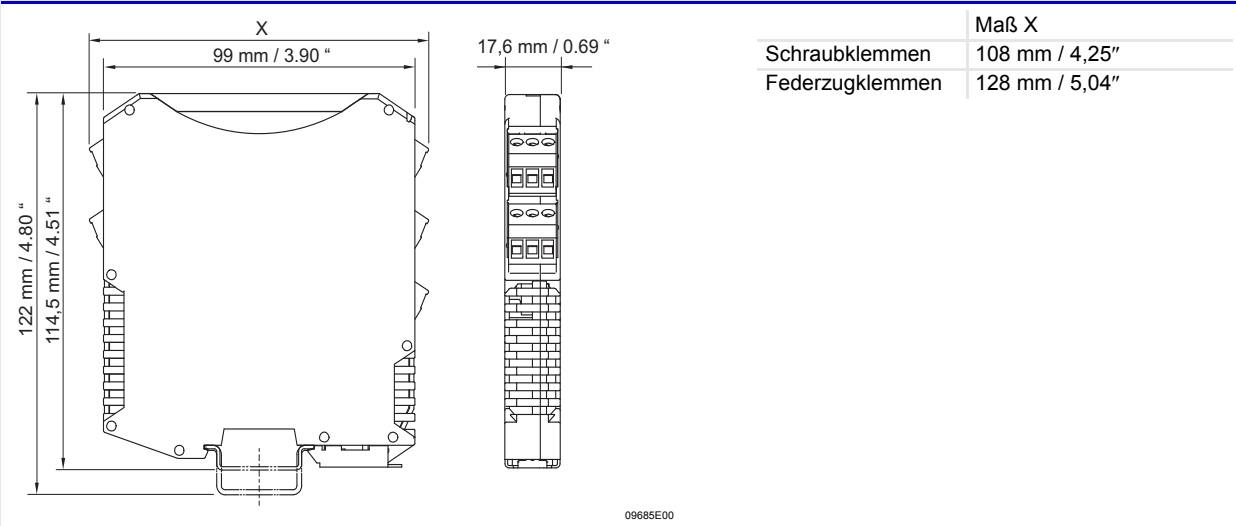 X
99 mm / 3.90 “
17,6 mm / 0.69 “
122 mm / 4.80 “
114,5 mm / 4.51 “
Maß X
Schraubklemmen 108 mm / 4,25″
Federzugklemmen 128 mm / 5,04″
09685E00